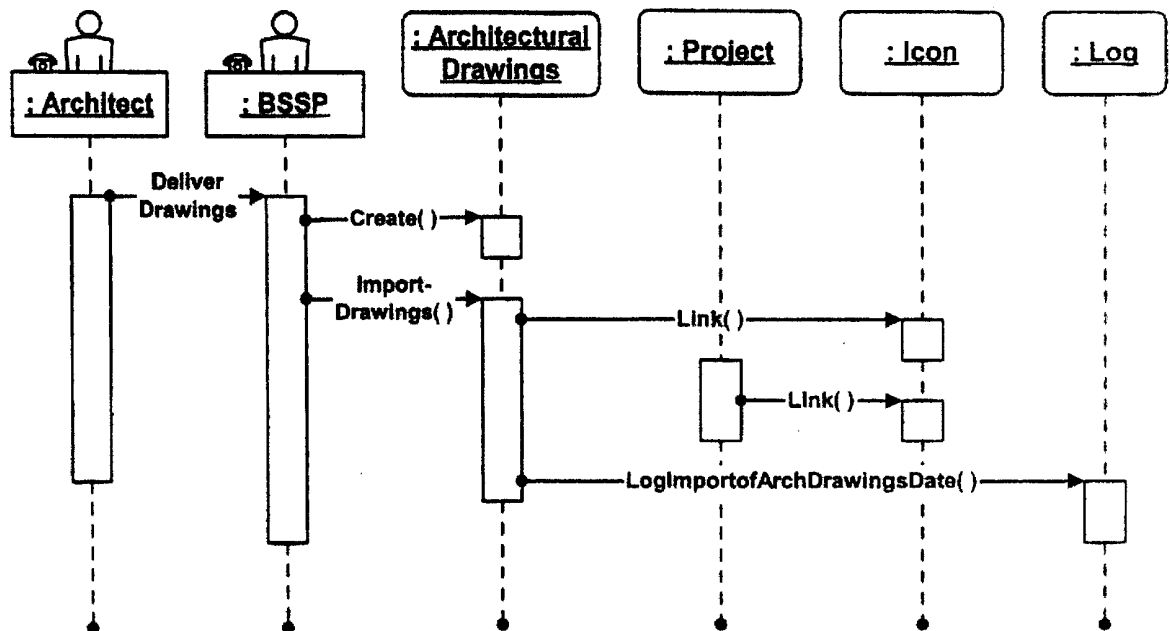 : Architect
: BSSP
: Architectural
Drawings
: Project
: Icon
: Log
Deliver
Drawings
Create( )
Import-
Drawings( )
Link( )
Link( )
LogImportofArchDrawingsDate( )